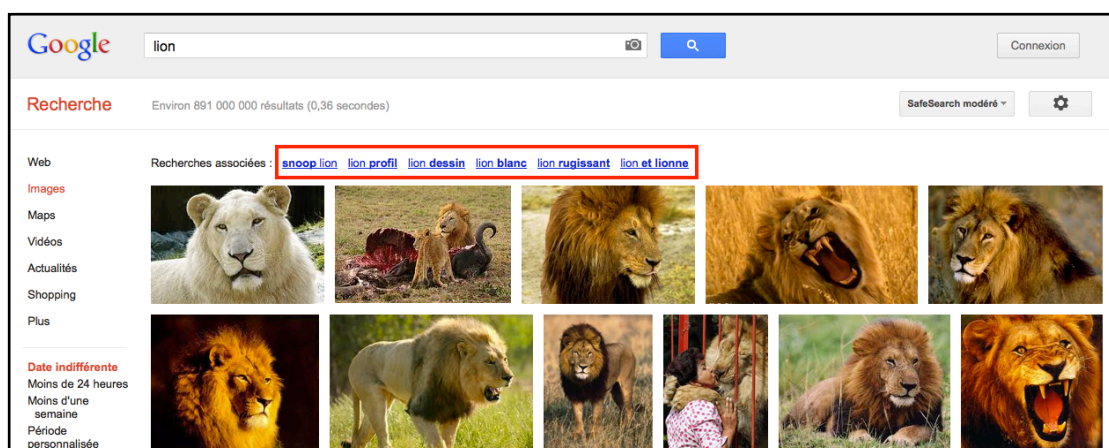 Google
lion
Connexion
Recherche
Environ 891 000 000 résultats (0,36 secondes)
SafeSearch modéré
Web
Images
Maps
Vidéos
Actualités
Shopping
Plus
Date indifférente
Moins de 24 heures
Moins d'une
semaine
Période
personnalisée
Recherches associées : snoop lion lion profil lion dessin lion blanc lion rugissant lion et lionne